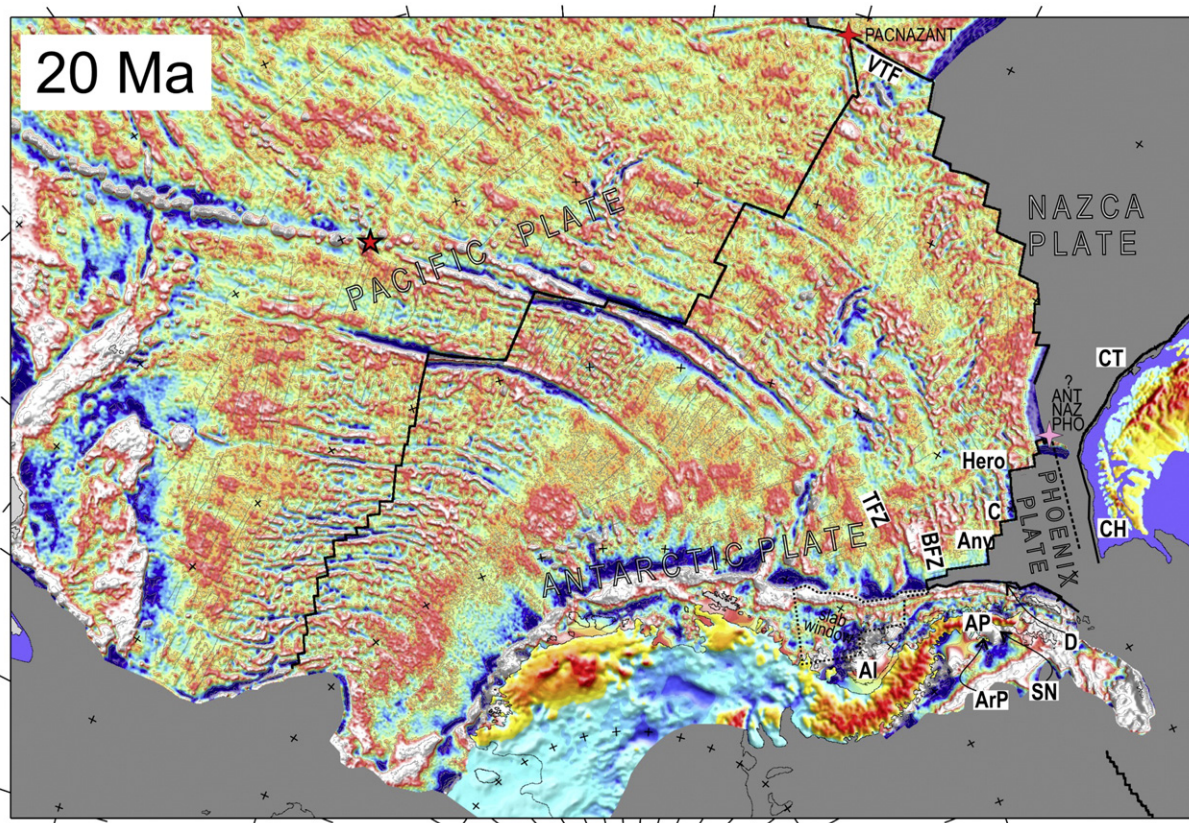 20 Ma
PACNAZANT
VTF
NAZCA
PLATE
PACIFIC PLATE
CT
?
ANT
NAZ
PHO
Hero
PHOENIX
PLATE
C
CH
TFZ
BFZ
Any
ANTARCTIC PLATE
slab
window
AP
D
AI
ArP
SN